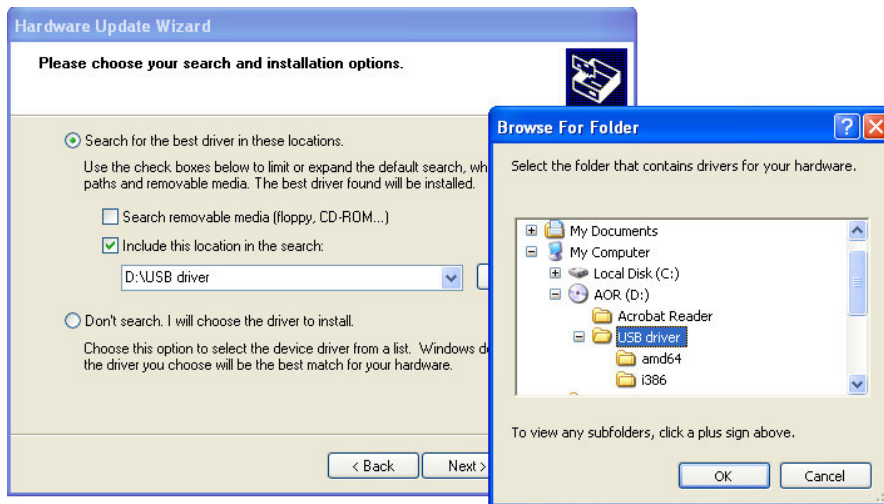 Hardware Update Wizard
Please choose your search and installation options.
Search for the best driver in these locations.
Use the check boxes below to limit or expand the default search, wh
paths and removable media. The best driver found will be installed.
Search removable media (floppy, CD-ROM...)
Include this location in the search:
D:\USB driver
Don't search. I will choose the driver to install.
Choose this option to select the device driver from a list. Windows d
the driver you choose will be the best match for your hardware.
< Back
Next >
Browse For Folder
Select the folder that contains drivers for your hardware.
My Documents
My Computer
Local Disk (C:)
AOR (D:)
Acrobat Reader
USB driver
amd64
i386
To view any subfolders, click a plus sign above.
OK
Cancel